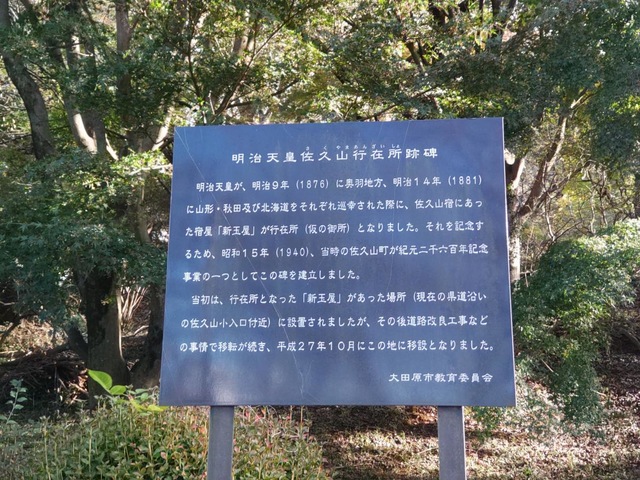 さくやまあんざいしょ
明治天皇佐久山行在所跡碑
明治天皇が、明治9年（1876）に奥羽地方、明治14年（1881）
に山形・秋田及び北海道をそれぞれ巡幸された際に、佐久山宿にあっ
た宿屋「新玉屋」が行在所（仮の御所）となりました。それを記念す
るため、昭和15年（1940）、当時の佐久山町が紀元二千六百年記念
事業の一つとしてこの碑を建立しました。
当初は、行在所となった「新玉屋」があった場所（現在の県道沿い
の佐久山小入口付近）に設置されましたが、その後道路改良工事など
の事情で移転が続き、平成27年10月にこの地に移設となりました。
大田原市教育委員会